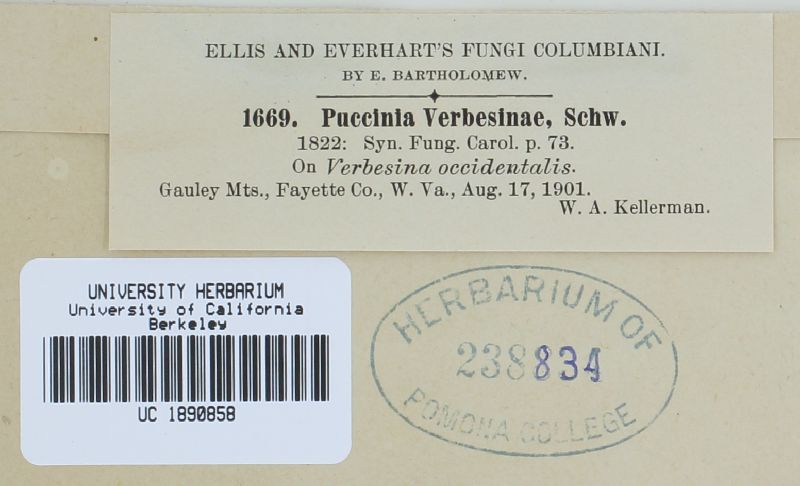 ELLIS AND EVERHART'S FUNGI COLUMBIANI.
BY E. BARTHOLOMEW.
1669. Puccinia Verbesinae, Schw.
1822: Syn. Fung. Carol. p. 73.
On Verbesina occidentalis.
Gauley Mts., Fayette Co., W. Va., Aug. 17, 1901.
W. A. Kellerman.
UNIVERSITY HERBARIUM
University of California
Berkeley
UC 1890858
HERBARIUM OF
238834
POMONA COLLEGE